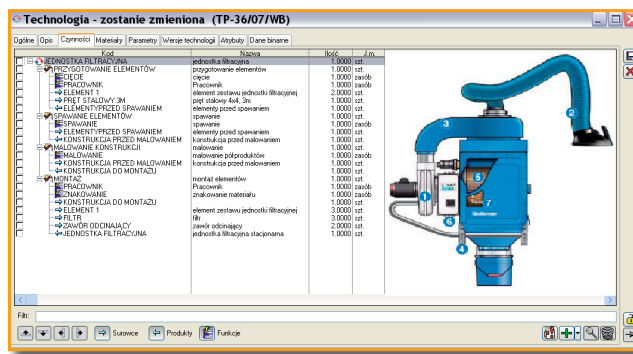 Technologia - zostanie zmieniona (TP-36/07/WB)
Ogólne Opis Czynności Materiały Parametry Wersje technologii Atrybuty Dane binarne
Kod Nazwa Ilość J.m.
JEDNOSTKA FILTRACYJNA jednostka filtracyjna 1.0000 szt.
PRZYGOTOWANIE ELEMENTÓW przygotowanie elementów 1.0000 szt.
CIĘCIE cięcie 1.0000 zasób
PRACOWNIK Pracownik 1.0000 zasób
ELEMENT 1 element zestawu jednostki filtracyjnej 2.0000 szt.
PRĘT STALOWY 3M pręt stalowy 4x4, 3m 1.0000 szt.
ELEMENTYPRZED SPAWANIEM elementy przed spawaniem 1.0000 szt.
SPAWANIE ELEMENTÓW spawanie 1.0000 szt.
SPAWANIE spawanie 1.0000 zasób
ELEMENTYPRZED SPAWANIEM elementy przed spawaniem 1.0000 szt.
KONSTRUKCJA PRZED MALOWANIEM konstrukcja przed malowaniem 1.0000 szt.
MALOWANIE KONSTRUKCJI malowanie 1.0000 szt.
MALOWANIE malowanie półproduktów 1.0000 zasób
KONSTRUKCJA PRZED MALOWANIEM konstrukcja przed malowaniem 1.0000 szt.
KONSTRUKCJA DO MONTAŻU 1.0000 szt.
MONTAŻ montaż elementów 1.0000 szt.
PRACOWNIK Pracownik 1.0000 zasób
ZNAKOWANIE znakowanie materiału 1.0000 zasób
KONSTRUKCJA DO MONTAŻU 1.0000 szt.
ELEMENT 1 element zestawu jednostki filtracyjnej 3.0000 szt.
FILTR filtr 3.0000 szt.
ZAWÓR ODCINAJĄCY zawór odcinający 2.0000 szt.
JEDNOSTKA FILTRACYJNA jednostka filtracyjna stacjonarna 1.0000 szt.
1
2
3
4
5
6
7
Nederman
Filtr:
Surowce Produkty Funkcje